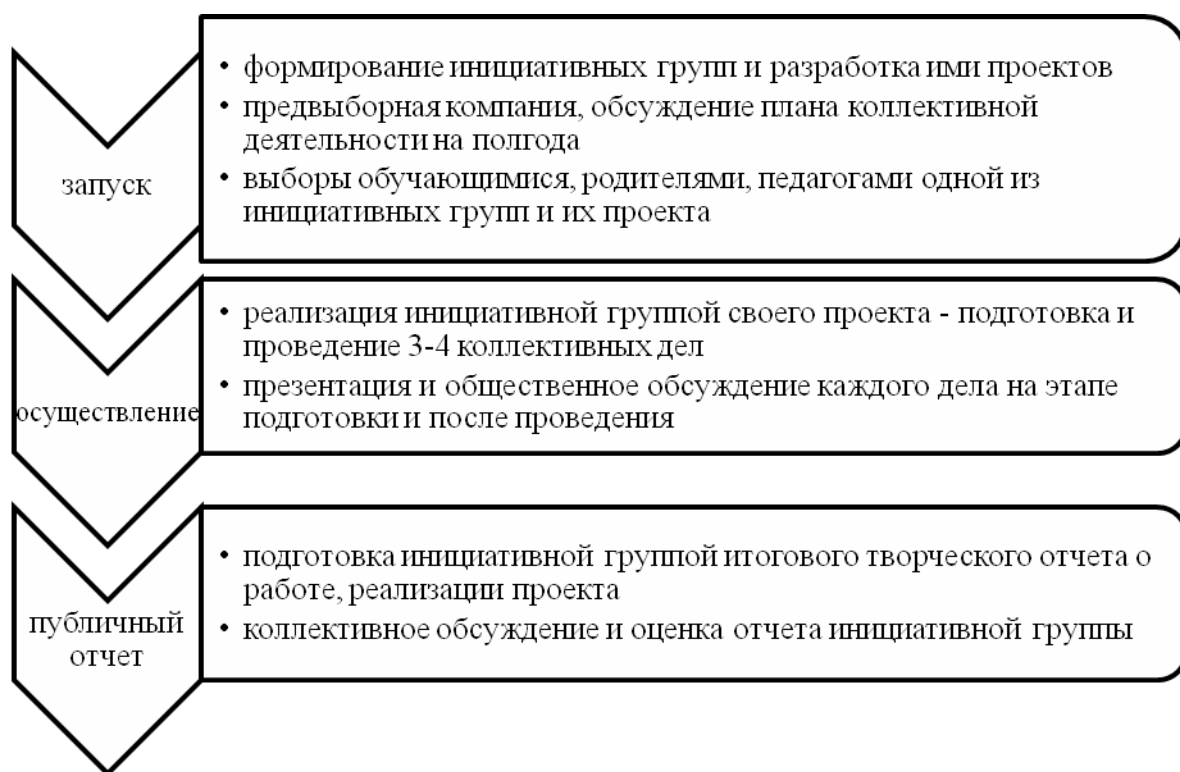 запуск
• формирование инициативных групп и разработка ими проектов
• предвыборная компания, обсуждение плана коллективной
деятельности на полгода
• выборы обучающимися, родителями, педагогами одной из
инициативных групп и их проекта
осуществление
• реализация инициативной группой своего проекта - подготовка и
проведение 3-4 коллективных дел
• презентация и общественное обсуждение каждого дела на этапе
подготовки и после проведения
публичный
отчет
• подготовка инициативной группой итогового творческого отчета о
работе, реализации проекта
• коллективное обсуждение и оценка отчета инициативной группы